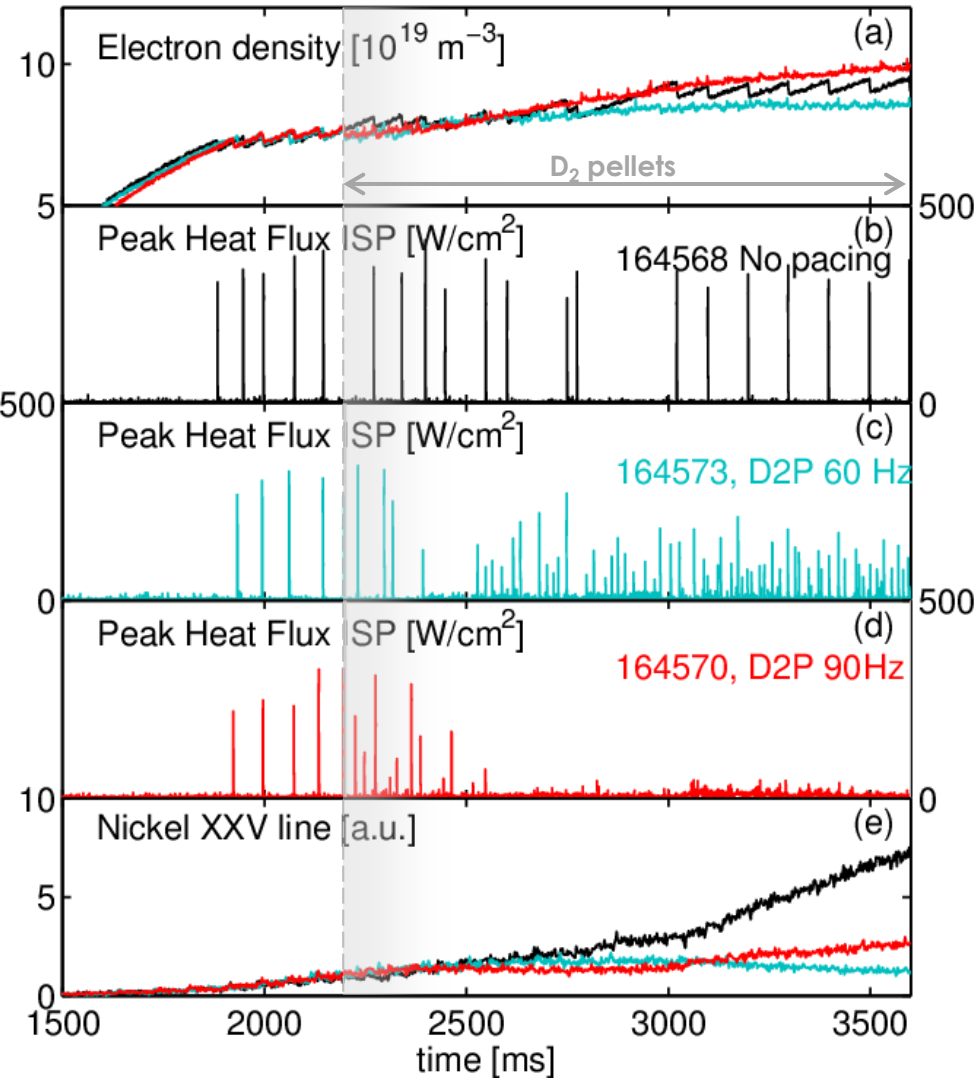 Electron density [10^19 m^-3]
(a)
10
D2 pellets
5
500
Peak Heat Flux ISP [W/cm^2]
(b)
164568 No pacing
500
0
Peak Heat Flux ISP [W/cm^2]
(c)
164573, D2P 60 Hz
0
500
Peak Heat Flux ISP [W/cm^2]
(d)
164570, D2P 90Hz
10
0
Nickel XXV line [a.u.]
(e)
5
0
1500 2000 2500 3000 3500
time [ms]